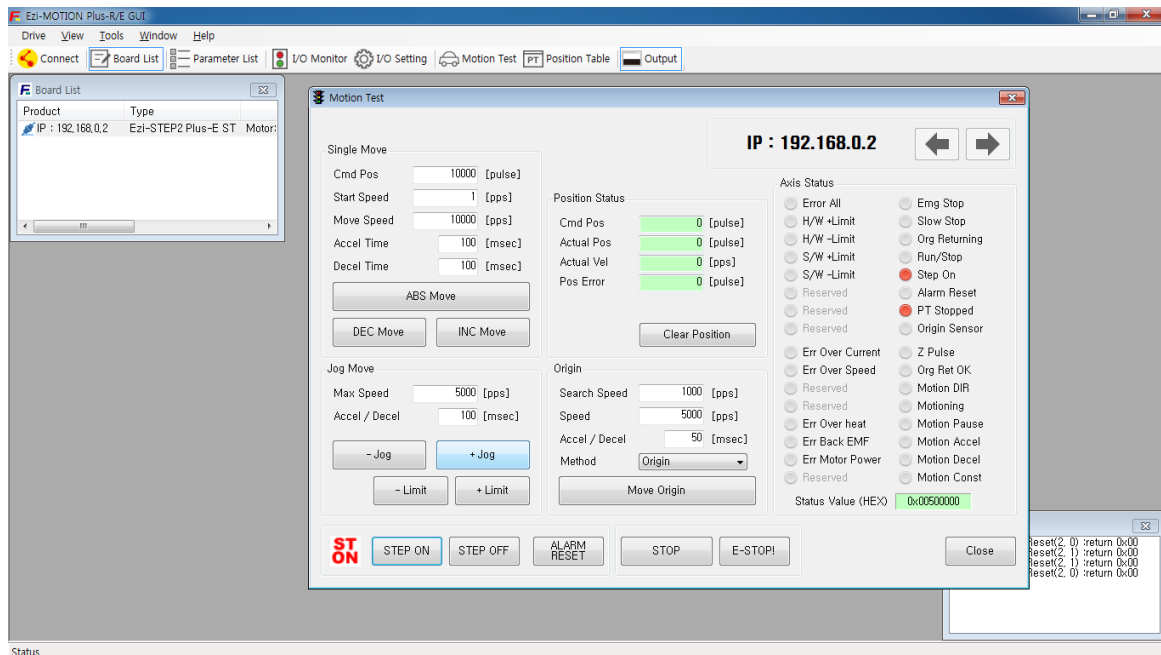 Ezi-MOTION Plus-R/E GUI
Drive View Tools Window Help
Connect Board List Parameter List I/O Monitor I/O Setting Motion Test PT Position Table Output
Board List
Product Type
IP : 192,168,0,2 Ezi-STEP2 Plus-E ST Motor:
Motion Test
IP : 192.168.0.2
Single Move
Cmd Pos 10000 [pulse]
Start Speed 1 [pps]
Move Speed 10000 [pps]
Accel Time 100 [msec]
Decel Time 100 [msec]
ABS Move
DEC Move INC Move
Position Status
Cmd Pos 0 [pulse]
Actual Pos 0 [pulse]
Actual Vel 0 [pps]
Pos Error 0 [pulse]
Clear Position
Jog Move
Max Speed 5000 [pps]
Accel / Decel 100 [msec]
- Jog + Jog
- Limit + Limit
Origin
Search Speed 1000 [pps]
Speed 5000 [pps]
Accel / Decel 50 [msec]
Method Origin
Move Origin
Axis Status
Error All Emg Stop
H/W +Limit Slow Stop
H/W -Limit Org Returning
S/W +Limit Run/Stop
S/W -Limit Step On
Reserved Alarm Reset
Reserved PT Stopped
Reserved Origin Sensor
Err Over Current Z Pulse
Err Over Speed Org Ret OK
Reserved Motion DIR
Reserved Motioning
Err Over heat Motion Pause
Err Back EMF Motion Accel
Err Motor Power Motion Decel
Reserved Motion Const
Status Value (HEX) 0x00500000
ST ON STEP ON STEP OFF ALARM RESET STOP E-STOP! Close
Reset(2, 0) :return 0x00
Reset(2, 1) :return 0x00
Reset(2, 1) :return 0x00
Reset(2, 0) :return 0x00
Status